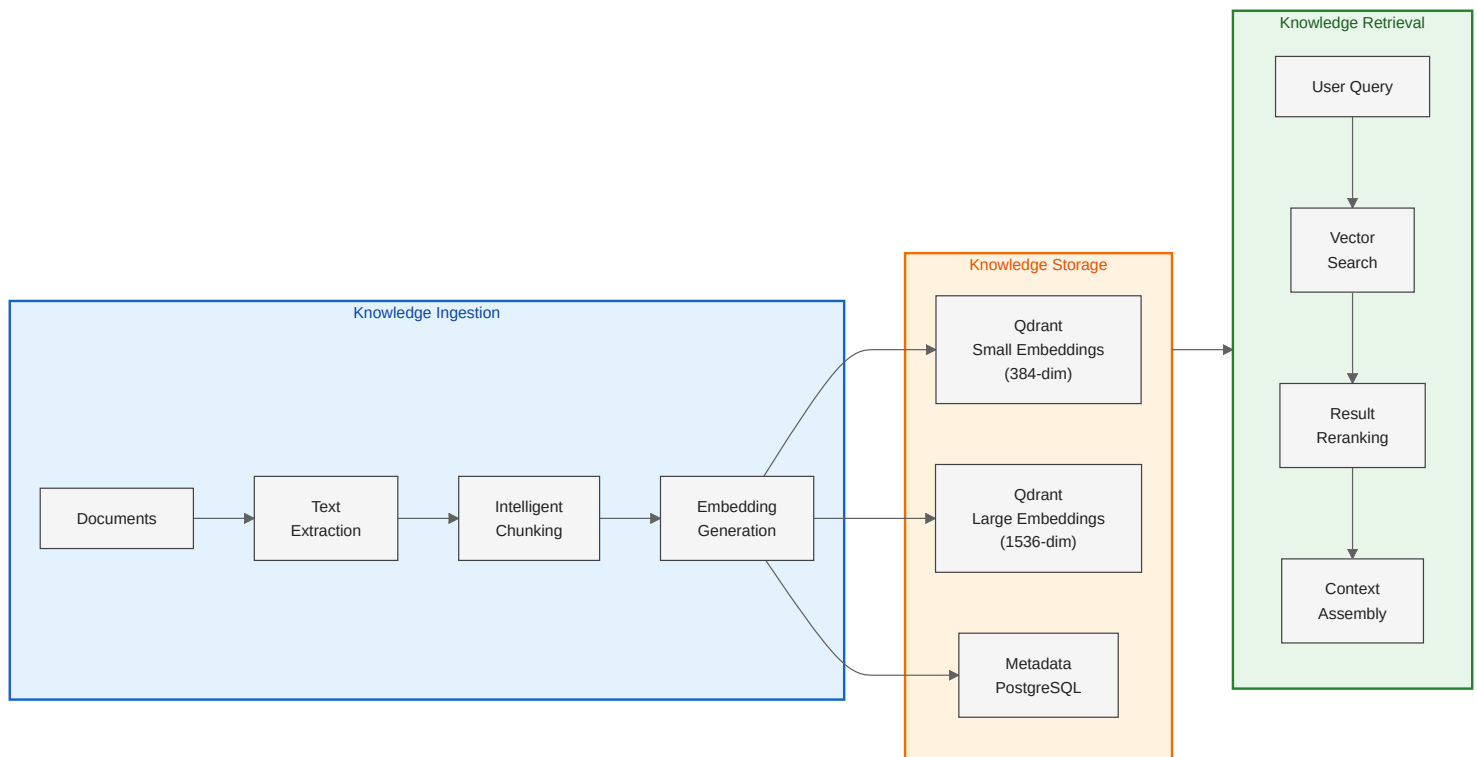 Knowledge Ingestion
Documents
Text
Extraction
Intelligent
Chunking
Embedding
Generation
Knowledge Storage
Qdrant
Small Embeddings
(384-dim)
Qdrant
Large Embeddings
(1536-dim)
Metadata
PostgreSQL
Knowledge Retrieval
User Query
Vector
Search
Result
Reranking
Context
Assembly